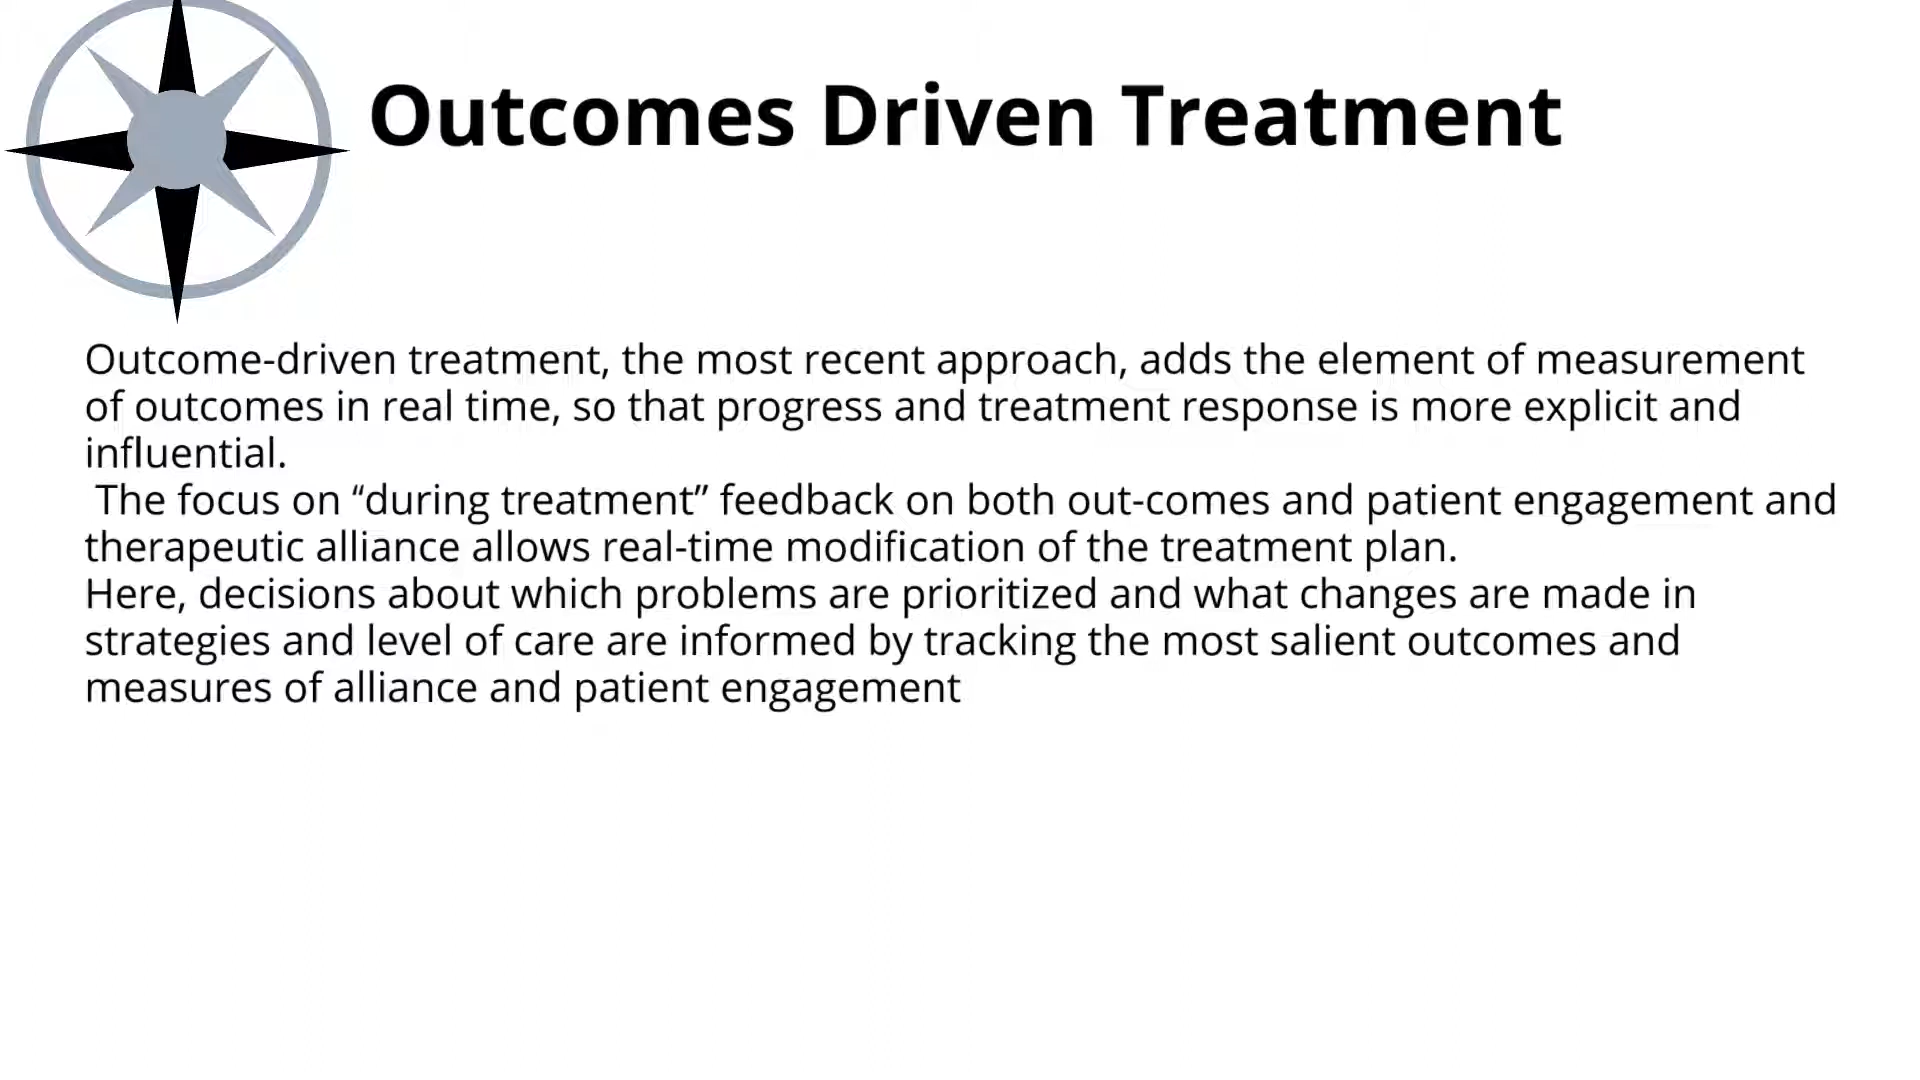 Outcomes Driven Treatment
Outcome-driven treatment, the most recent approach, adds the element of measurement
of outcomes in real time, so that progress and treatment response is more explicit and
influential.
The focus on “during treatment” feedback on both out-comes and patient engagement and
therapeutic alliance allows real-time modification of the treatment plan.
Here, decisions about which problems are prioritized and what changes are made in
strategies and level of care are informed by tracking the most salient outcomes and
measures of alliance and patient engagement